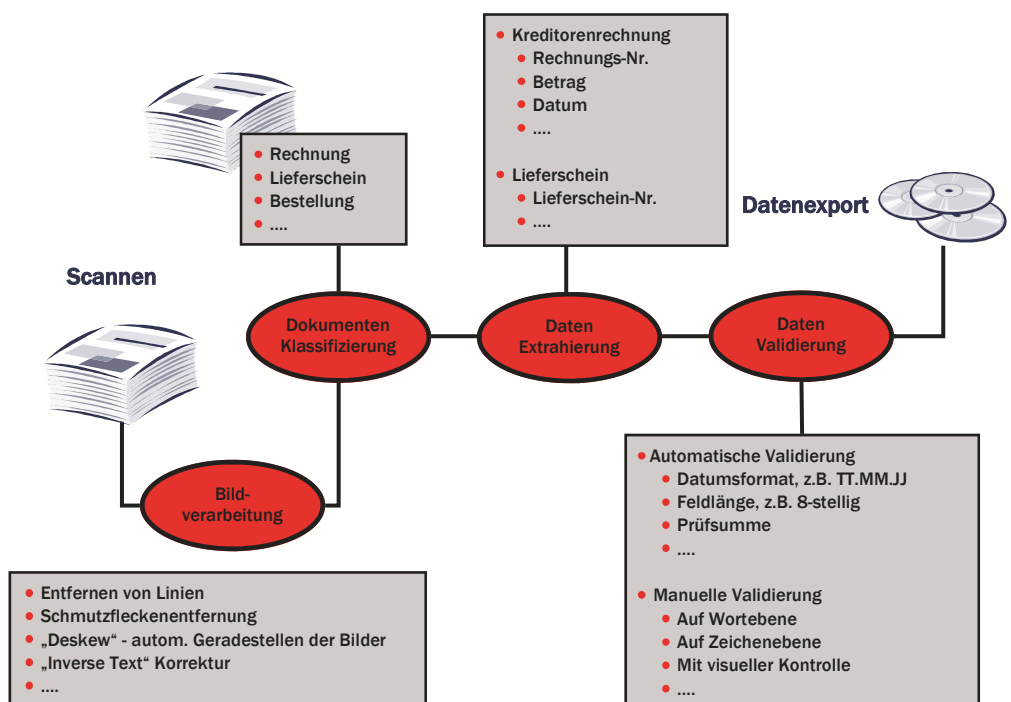 Scannen
Bild-
verarbeitung
Entfernen von Linien
Schmutzfleckenentfernung
„Deskew“ - autom. Geradestellen der Bilder
„Inverse Text“ Korrektur
....
Rechnung
Lieferschein
Bestellung
....
Dokumenten
Klassifizierung
Kreditorenrechnung
Rechnungs-Nr.
Betrag
Datum
....
Lieferschein
Lieferschein-Nr.
....
Daten
Extrahierung
Daten
Validierung
Automatische Validierung
Datumsformat, z.B. TT.MM.JJ
Feldlänge, z.B. 8-stellig
Prüfsumme
....
Manuelle Validierung
Auf Wortebene
Auf Zeichenebene
Mit visueller Kontrolle
....
Datenexport